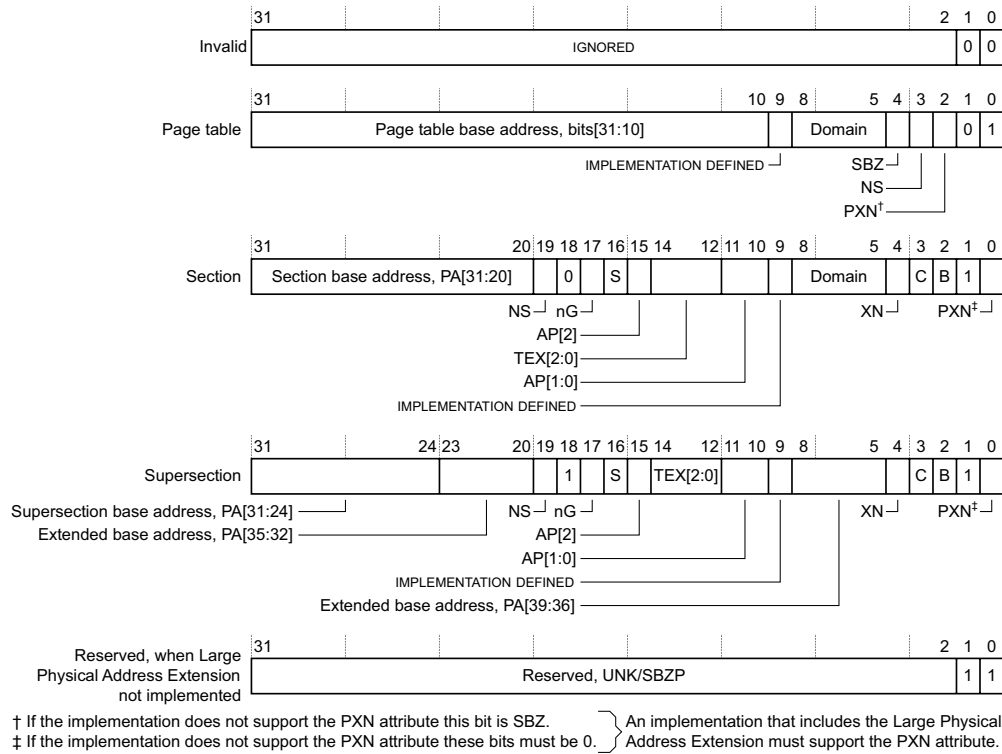 31 2 1 0
Invalid IGNORED 0 0
31 10 9 8 5 4 3 2 1 0
Page table Page table base address, bits[31:10] Domain 0 1
IMPLEMENTATION DEFINED SBZ
NS
PXN†
31 20 19 18 17 16 15 14 12 11 10 9 8 5 4 3 2 1 0
Section Section base address, PA[31:20] 0 S Domain C B 1
NS nG XN PXN‡
AP[2]
TEX[2:0]
AP[1:0]
IMPLEMENTATION DEFINED
31 24 23 20 19 18 17 16 15 14 12 11 10 9 8 5 4 3 2 1 0
Supersection 1 S TEX[2:0] C B 1
Supersection base address, PA[31:24] NS nG XN PXN‡
Extended base address, PA[35:32] AP[2]
AP[1:0]
IMPLEMENTATION DEFINED
Extended base address, PA[39:36]
31 2 1 0
Reserved, when Large
Physical Address Extension Reserved, UNK/SBZP 1 1
not implemented
† If the implementation does not support the PXN attribute this bit is SBZ. An implementation that includes the Large Physical
‡ If the implementation does not support the PXN attribute these bits must be 0. Address Extension must support the PXN attribute.